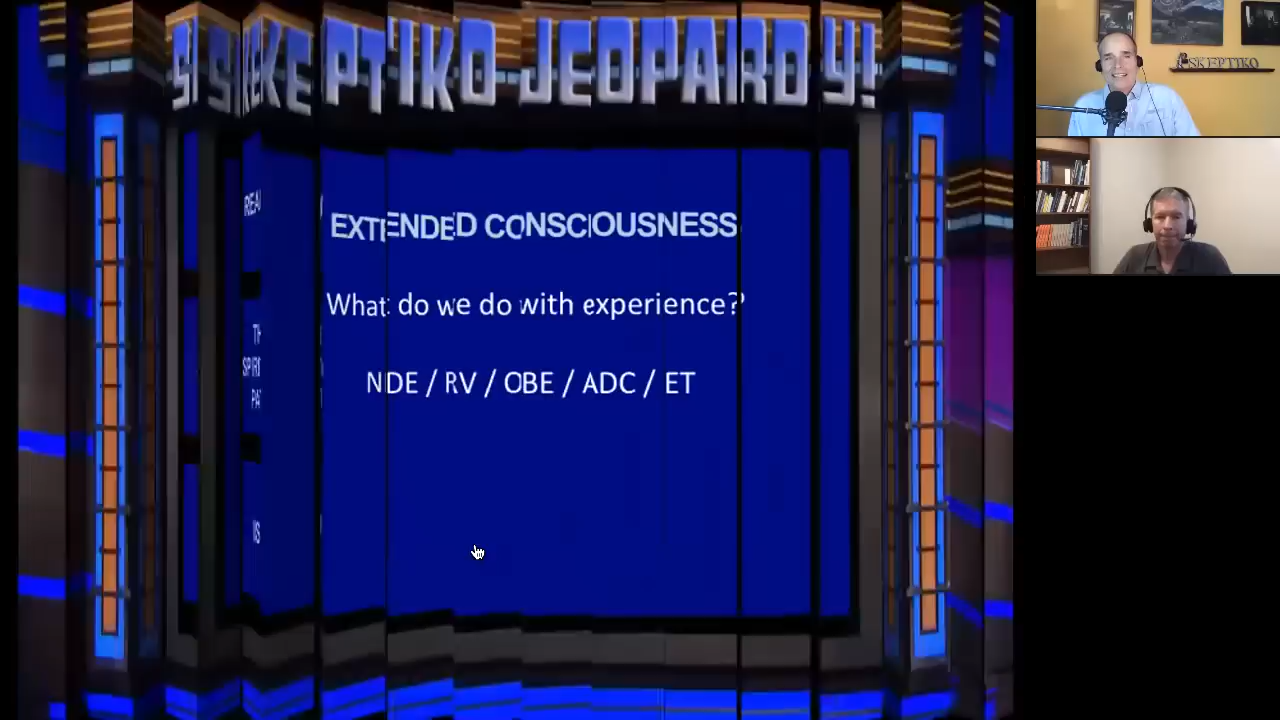 SKEPTIKO JEOPARDY!
SKEPTIKO
EXTENDED CONSCIOUSNESS
What do we do with experience?
NDE / RV / OBE / ADC / ET